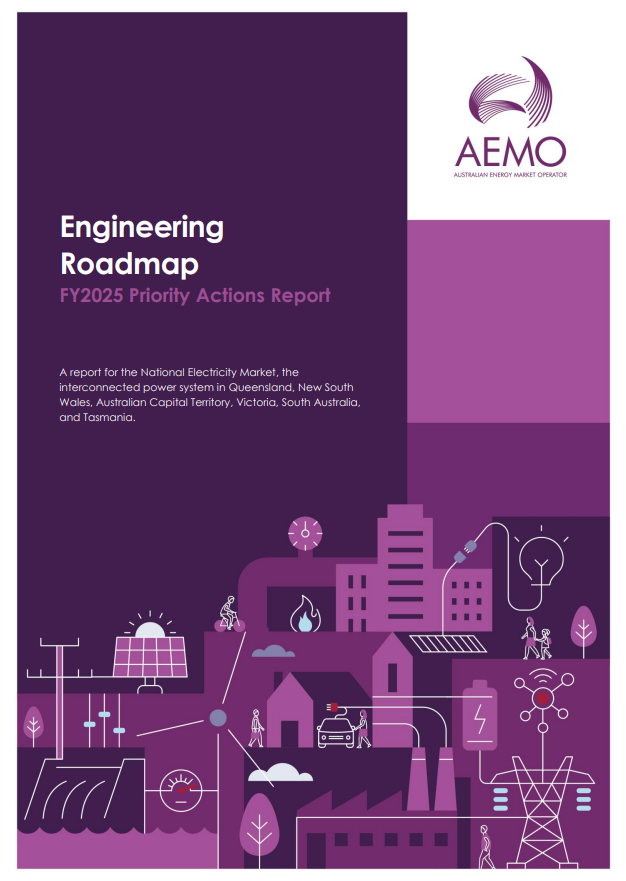 AEMO
AUSTRALIAN ENERGY MARKET OPERATOR
Engineering
Roadmap
FY2025 Priority Actions Report
A report for the National Electricity Market, the
interconnected power system in Queensland, New South
Wales, Australian Capital Territory, Victoria, South Australia,
and Tasmania.